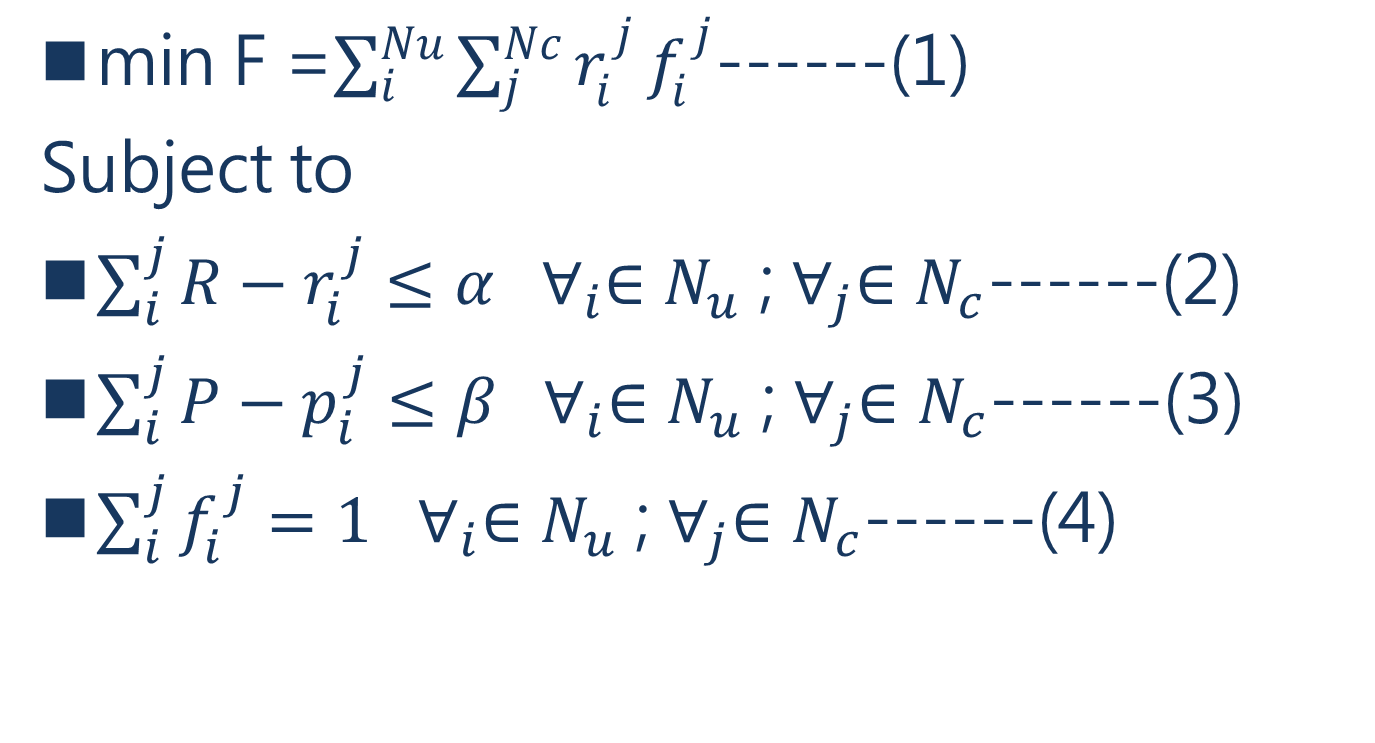 ■ min F =∑_i^{Nu} ∑_j^{Nc} r_i^j f_i^j------(1)
Subject to
■ ∑_i^j R − r_i^j ≤ α ∀_i∈ N_u ; ∀_j∈ N_c------(2)
■ ∑_i^j P − p_i^j ≤ β ∀_i∈ N_u ; ∀_j∈ N_c------(3)
■ ∑_i^j f_i^j = 1 ∀_i∈ N_u ; ∀_j∈ N_c------(4)